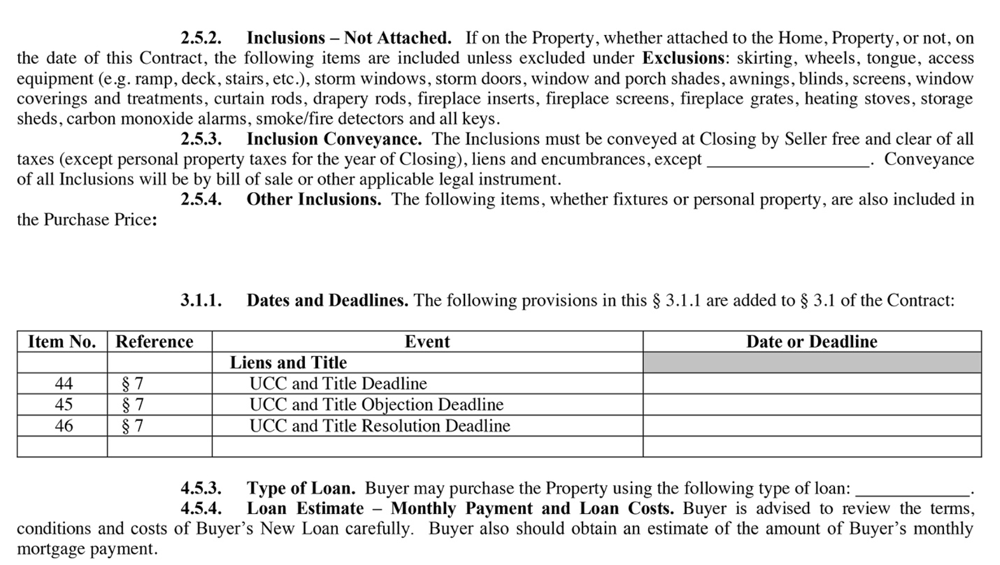 2.5.2. Inclusions – Not Attached. If on the Property, whether attached to the Home, Property, or not, on
the date of this Contract, the following items are included unless excluded under Exclusions: skirting, wheels, tongue, access
equipment (e.g. ramp, deck, stairs, etc.), storm windows, storm doors, window and porch shades, awnings, blinds, screens, window
coverings and treatments, curtain rods, drapery rods, fireplace inserts, fireplace screens, fireplace grates, heating stoves, storage
sheds, carbon monoxide alarms, smoke/fire detectors and all keys.
2.5.3. Inclusion Conveyance. The Inclusions must be conveyed at Closing by Seller free and clear of all
taxes (except personal property taxes for the year of Closing), liens and encumbrances, except __________________. Conveyance
of all Inclusions will be by bill of sale or other applicable legal instrument.
2.5.4. Other Inclusions. The following items, whether fixtures or personal property, are also included in
the Purchase Price:
3.1.1. Dates and Deadlines. The following provisions in this § 3.1.1 are added to § 3.1 of the Contract:
Item No. Reference Event Date or Deadline
Liens and Title
44 § 7 UCC and Title Deadline
45 § 7 UCC and Title Objection Deadline
46 § 7 UCC and Title Resolution Deadline
4.5.3. Type of Loan. Buyer may purchase the Property using the following type of loan: _____________.
4.5.4. Loan Estimate – Monthly Payment and Loan Costs. Buyer is advised to review the terms,
conditions and costs of Buyer’s New Loan carefully. Buyer also should obtain an estimate of the amount of Buyer’s monthly
mortgage payment.